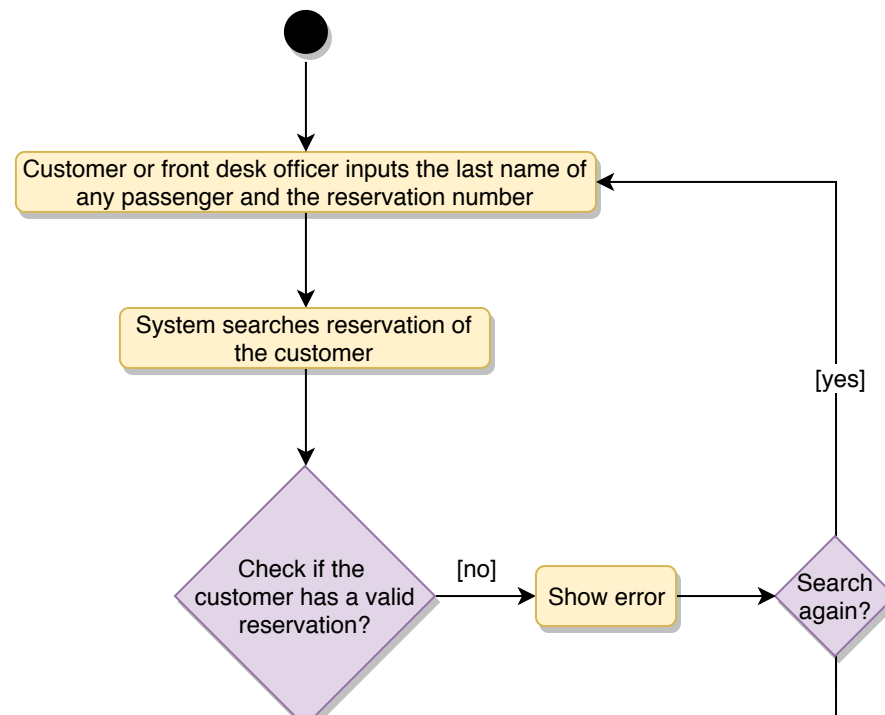 Customer or front desk officer inputs the last name of
any passenger and the reservation number
System searches reservation of
the customer
[yes]
Check if the
customer has a valid
reservation?
[no]
Show error
Search
again?